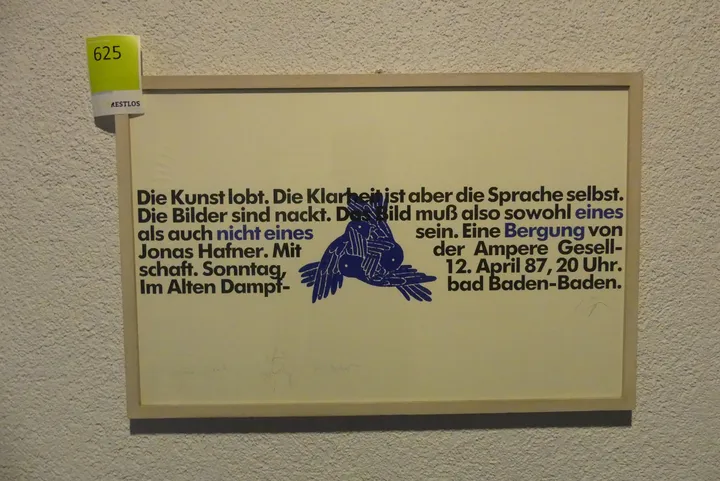 625
RESTLOS
Die Kunst lobt. Die Klarheit ist aber die Sprache selbst.
Die Bilder sind nackt. Das Bild muß also sowohl eines
als auch nicht eines sein. Eine Bergung von
Jonas Hafner. Mit der Ampere Gesell-
schaft. Sonntag, 12. April 87, 20 Uhr.
Im Alten Dampf- bad Baden-Baden.